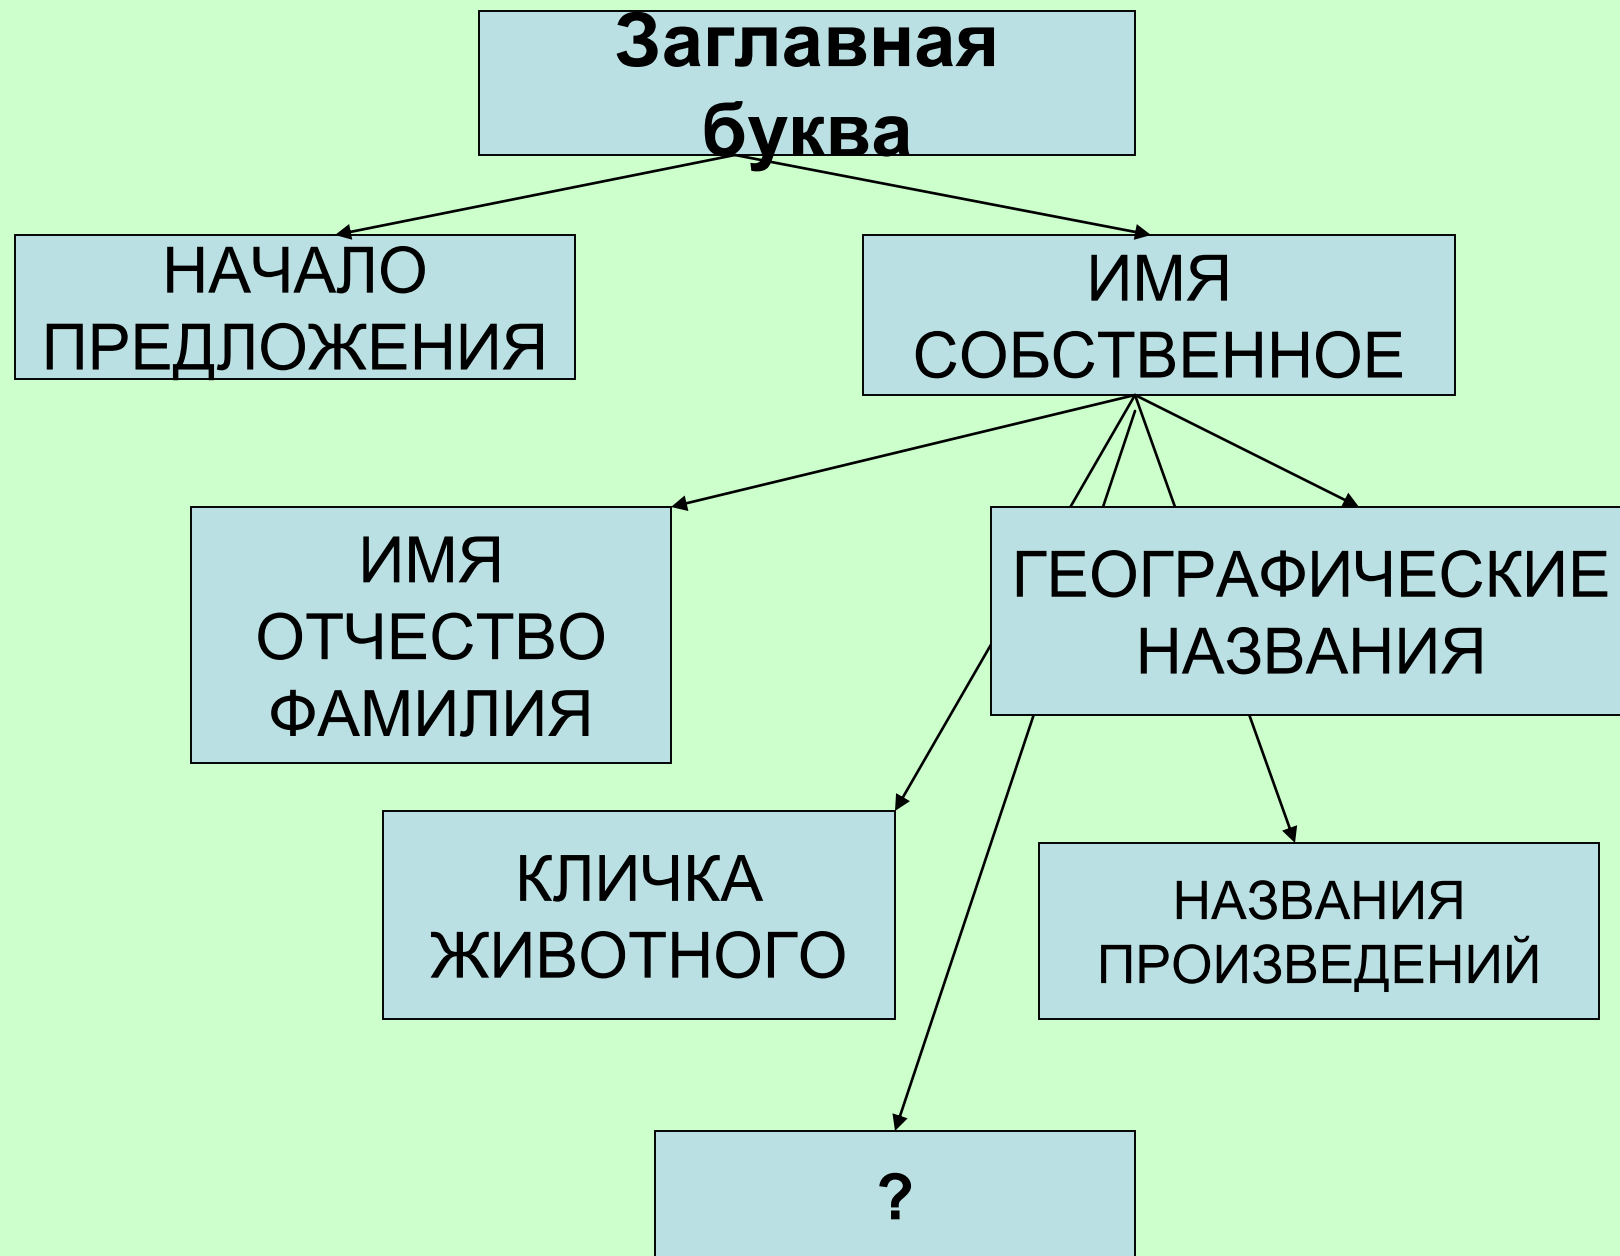 Заглавная
буква
НАЧАЛО
ПРЕДЛОЖЕНИЯ
ИМЯ
СОБСТВЕННОЕ
ИМЯ
ОТЧЕСТВО
ФАМИЛИЯ
ГЕОГРАФИЧЕСКИЕ
НАЗВАНИЯ
КЛИЧКА
ЖИВОТНОГО
НАЗВАНИЯ
ПРОИЗВЕДЕНИЙ
?